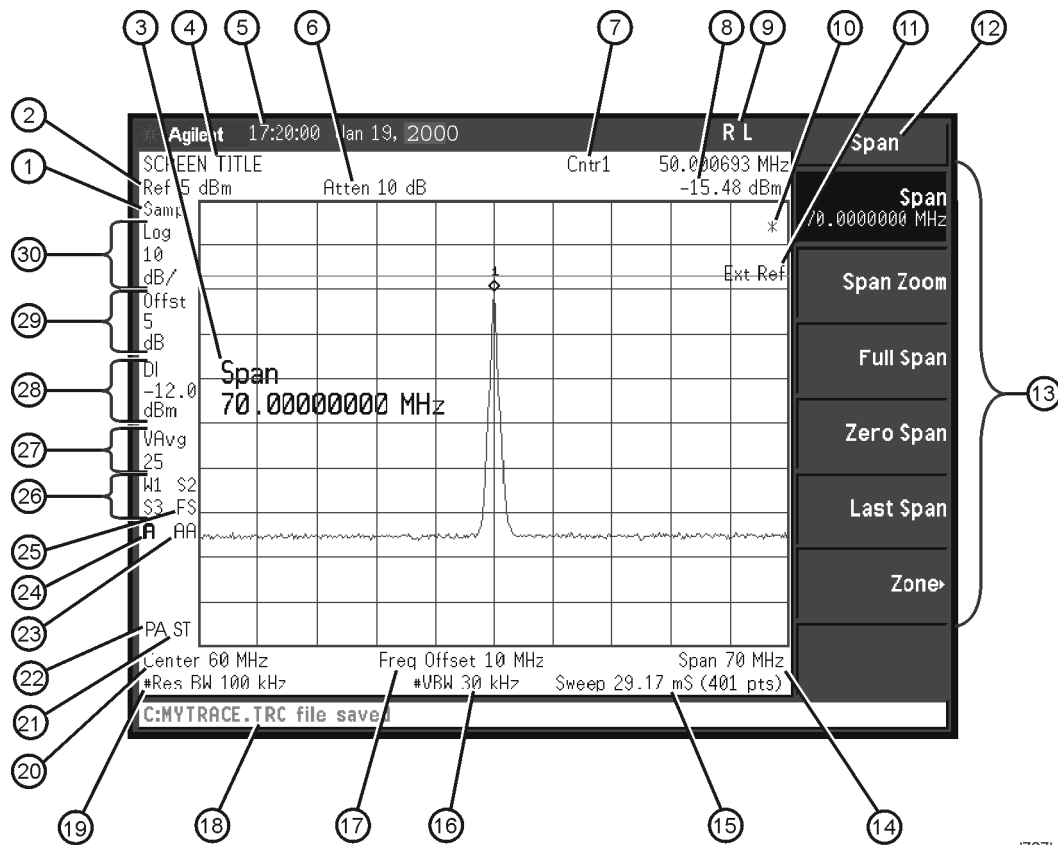 3 4 5 6 7 8 9 10 11 12
2
Agilent 17:20:00 Jan 19, 2000 R L Span
1
SCREEN TITLE Cntr1 50.000693 MHz
Ref 5 dBm Atten 10 dB -15.48 dBm
Samp
Span
70.0000000 MHz
*
30
Log
10
dB/
1
Ext Ref
Span Zoom
29
Offst
5
dB
Full Span
28
DI
-12.0
dBm
Span
70.00000000 MHz
13
27
VAvg
25
Zero Span
26
W1 S2
S3 FS
Last Span
25
A AA
24
Zone
23
PA ST
22
Center 60 MHz Freq Offset 10 MHz Span 70 MHz
#Res BW 100 kHz #VBW 30 kHz Sweep 29.17 mS (401 pts)
21
C:MYTRACE.TRC file saved
20
19 18 17 16 15 14